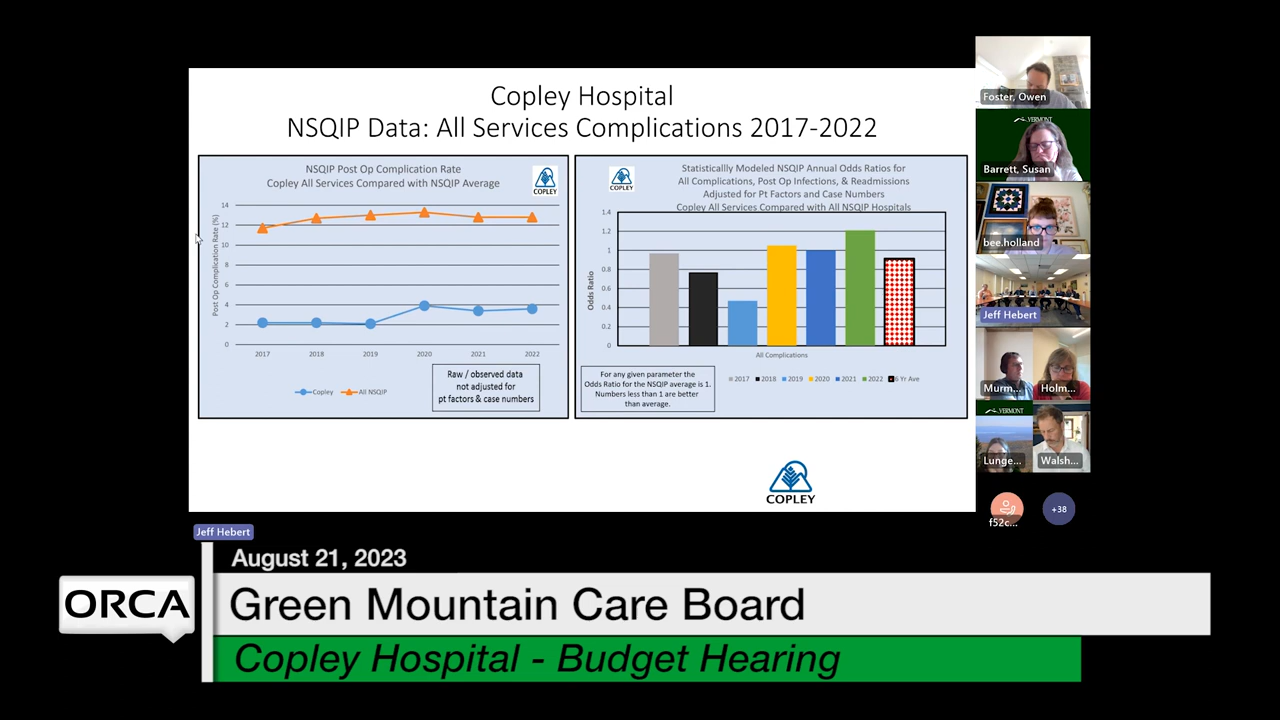 Copley Hospital
NSQIP Data: All Services Complications 2017-2022
NSQIP Post Op Complication Rate
Copley All Services Compared with NSQIP Average
COPLEY
Post Op Complication Rate (%)
14
12
10
8
6
4
2
0
2017 2018 2019 2020 2021 2022
Copley All NSQIP
Raw / observed data
not adjusted for
pt factors & case numbers
COPLEY
Statistically Modeled NSQIP Annual Odds Ratios for
All Complications, Post Op Infections, & Readmissions
Adjusted for Pt Factors and Case Numbers
Copley All Services Compared with All NSQIP Hospitals
Odds Ratio
1.4
1.2
1
0.8
0.6
0.4
0.2
0
All Complications
2017 2018 2019 2020 2021 2022 6 Yr Ave
For any given parameter the
Odds Ratio for the NSQIP average is 1.
Numbers less than 1 are better
than average.
COPLEY
Foster, Owen
VERMONT
Barrett, Susan
bee.holland
Jeff Hebert
Murm... Holm...
VERMONT
Lunge... Walsh...
f52c... +38
Jeff Hebert
August 21, 2023
ORCA
Green Mountain Care Board
Copley Hospital - Budget Hearing